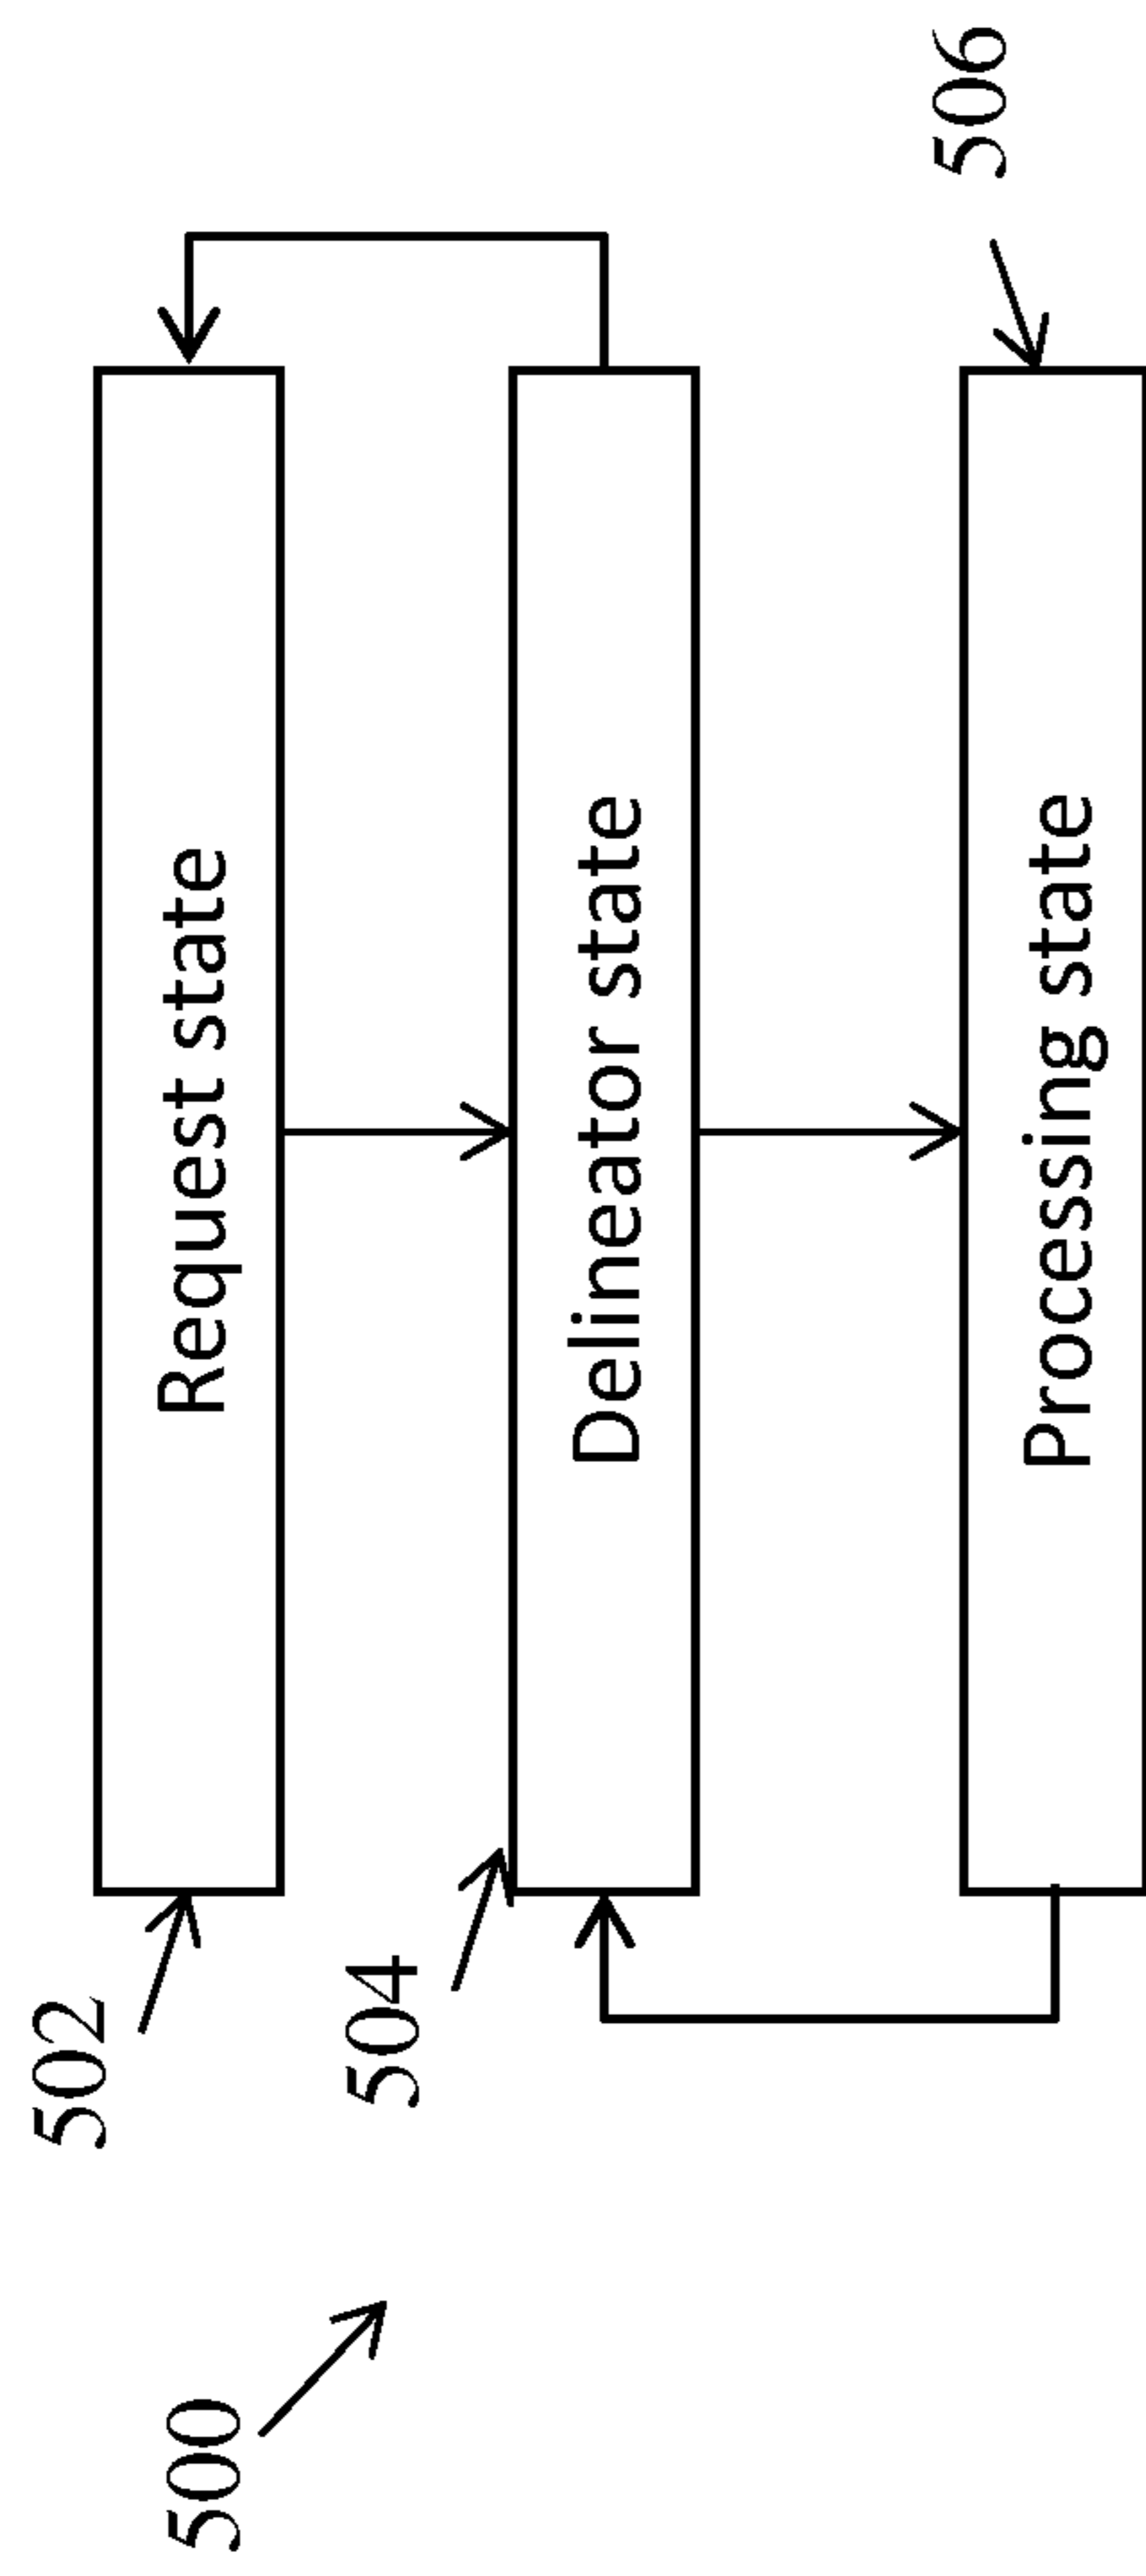 500
502
Request state
504
Delineator state
Processing state
506